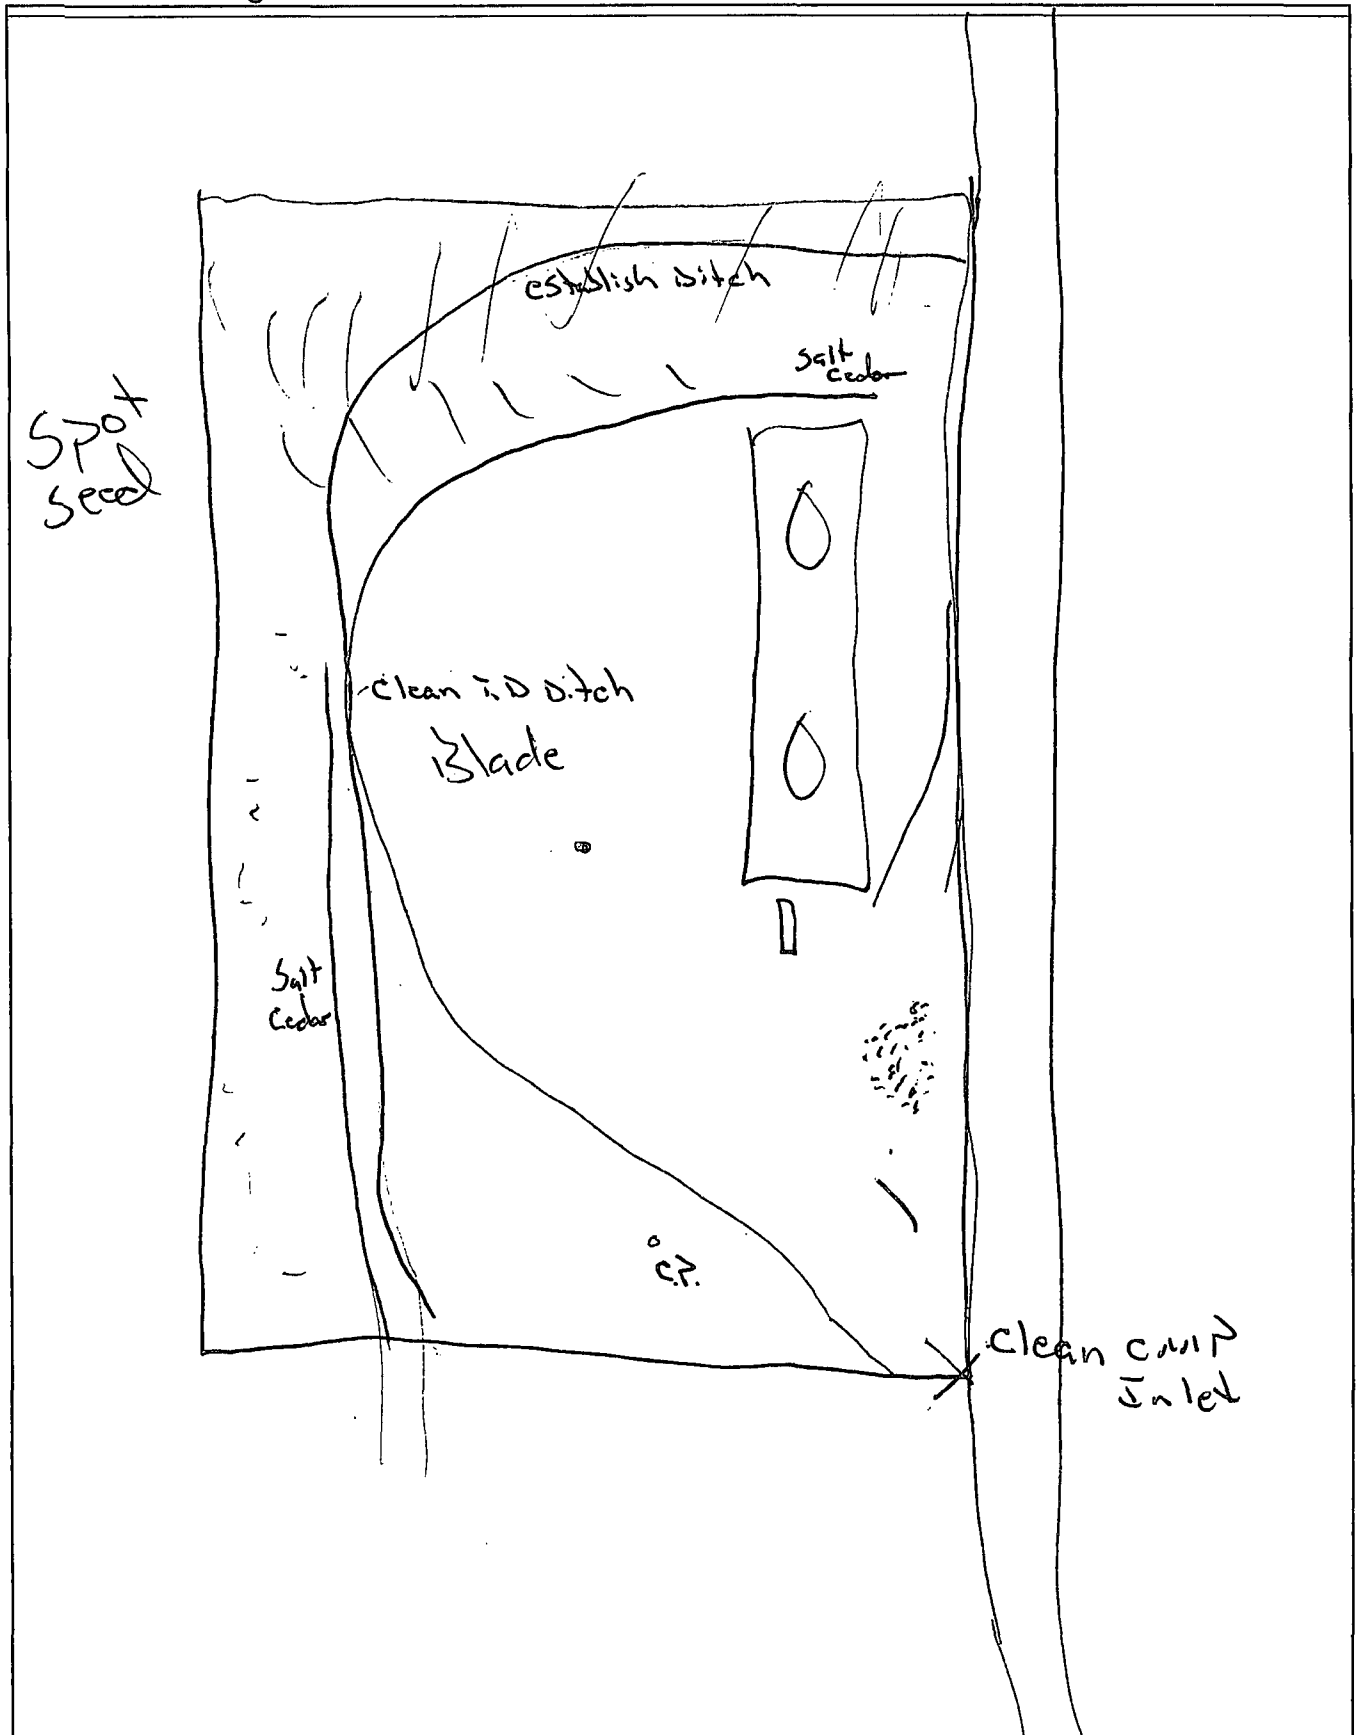 establish Ditch
Salt
Cedar
Spot
Seed
Clean I.D Ditch
Blade
Salt
Cedar
C.P.
Clean CMP
Inlet